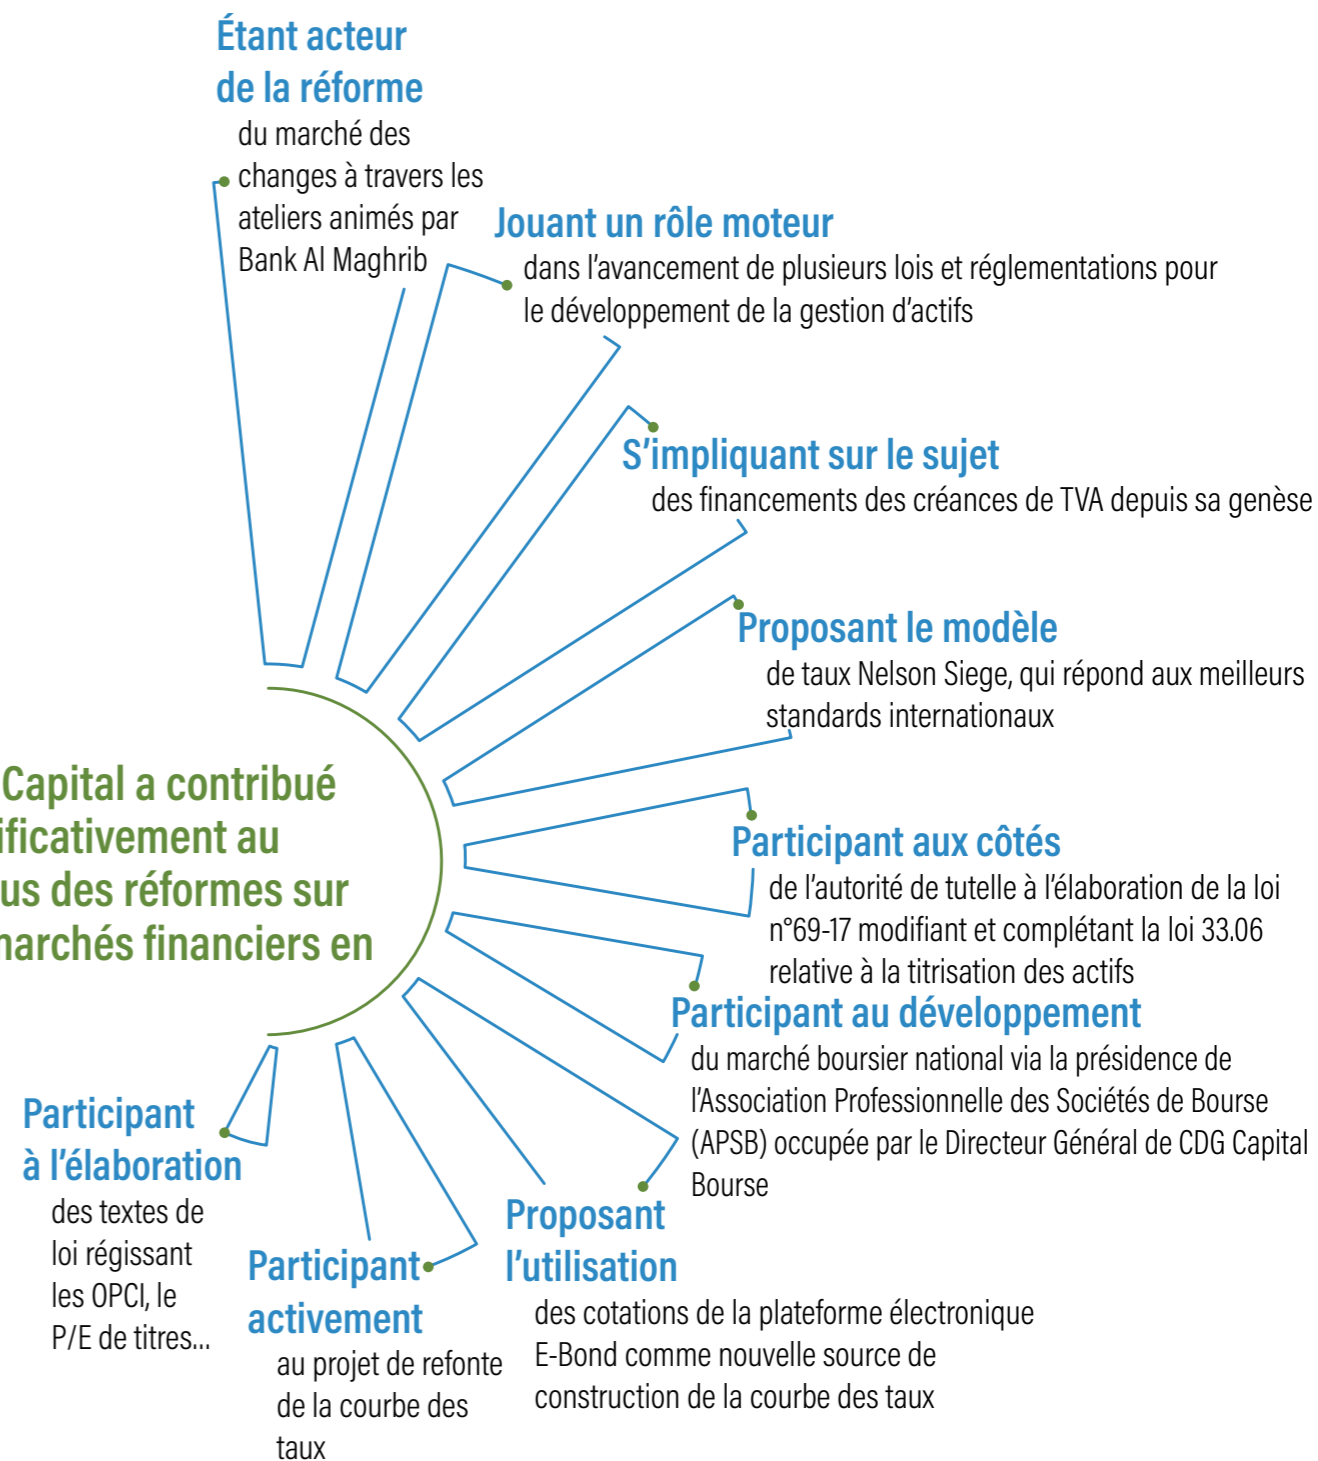 Étant acteur
de la réforme
du marché des
changes à travers les
ateliers animés par
Bank Al Maghrib
Jouant un rôle moteur
dans l’avancement de plusieurs lois et réglementations pour
le développement de la gestion d’actifs
S’impliquant sur le sujet
des financements des créances de TVA depuis sa genèse
Proposant le modèle
de taux Nelson Siege, qui répond aux meilleurs
standards internationaux
Capital a contribué
ificativement au
us des réformes sur
marchés financiers en
Participant aux côtés
de l’autorité de tutelle à l’élaboration de la loi
n°69-17 modifiant et complétant la loi 33.06
relative à la titrisation des actifs
Participant au développement
du marché boursier national via la présidence de
l’Association Professionnelle des Sociétés de Bourse
(APSB) occupée par le Directeur Général de CDG Capital
Bourse
Proposant
l’utilisation
des cotations de la plateforme électronique
E-Bond comme nouvelle source de
construction de la courbe des taux
Participant
activement
au projet de refonte
de la courbe des
taux
Participant
à l’élaboration
des textes de
loi régissant
les OPCI, le
P/E de titres...